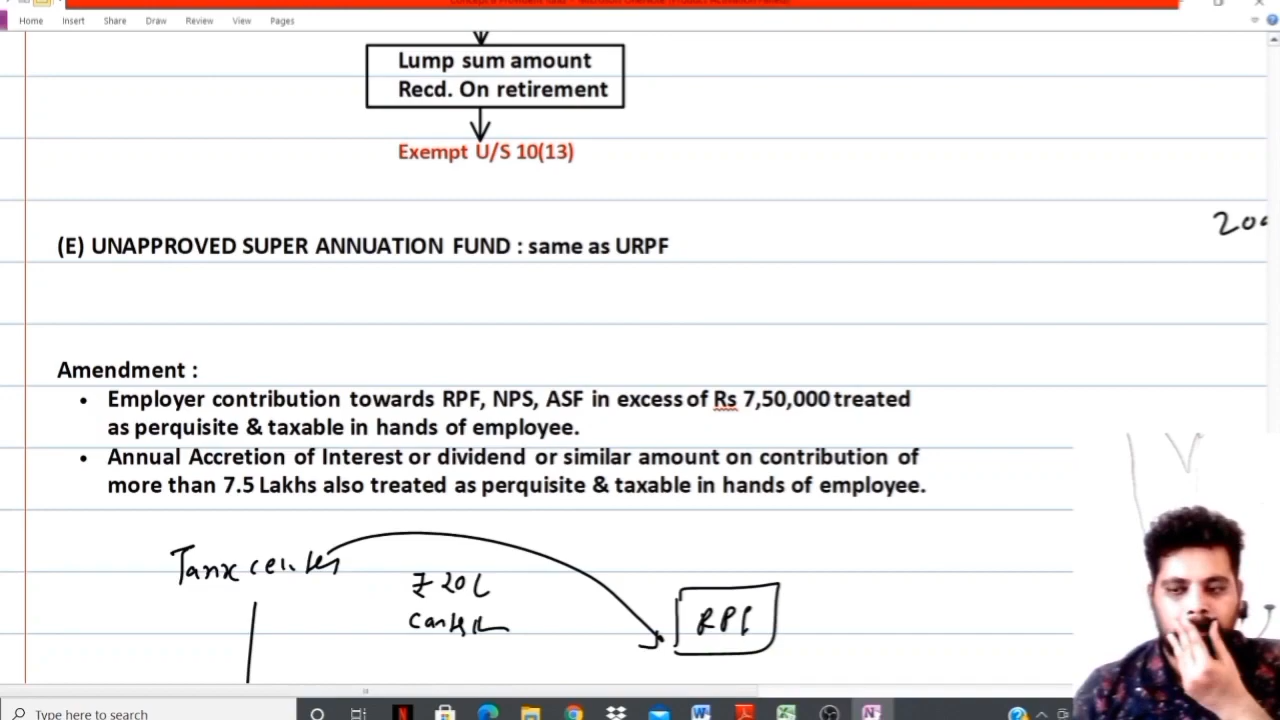 Home Insert Share Draw Review View Pages
Lump sum amount
Recd. On retirement
Exempt U/S 10(13)
(E) UNAPPROVED SUPER ANNUATION FUND : same as URPF
Amendment :
• Employer contribution towards RPF, NPS, ASF in excess of Rs 7,50,000 treated
as perquisite & taxable in hands of employee.
• Annual Accretion of Interest or dividend or similar amount on contribution of
more than 7.5 Lakhs also treated as perquisite & taxable in hands of employee.
₹ 20L
RPF
Type here to search